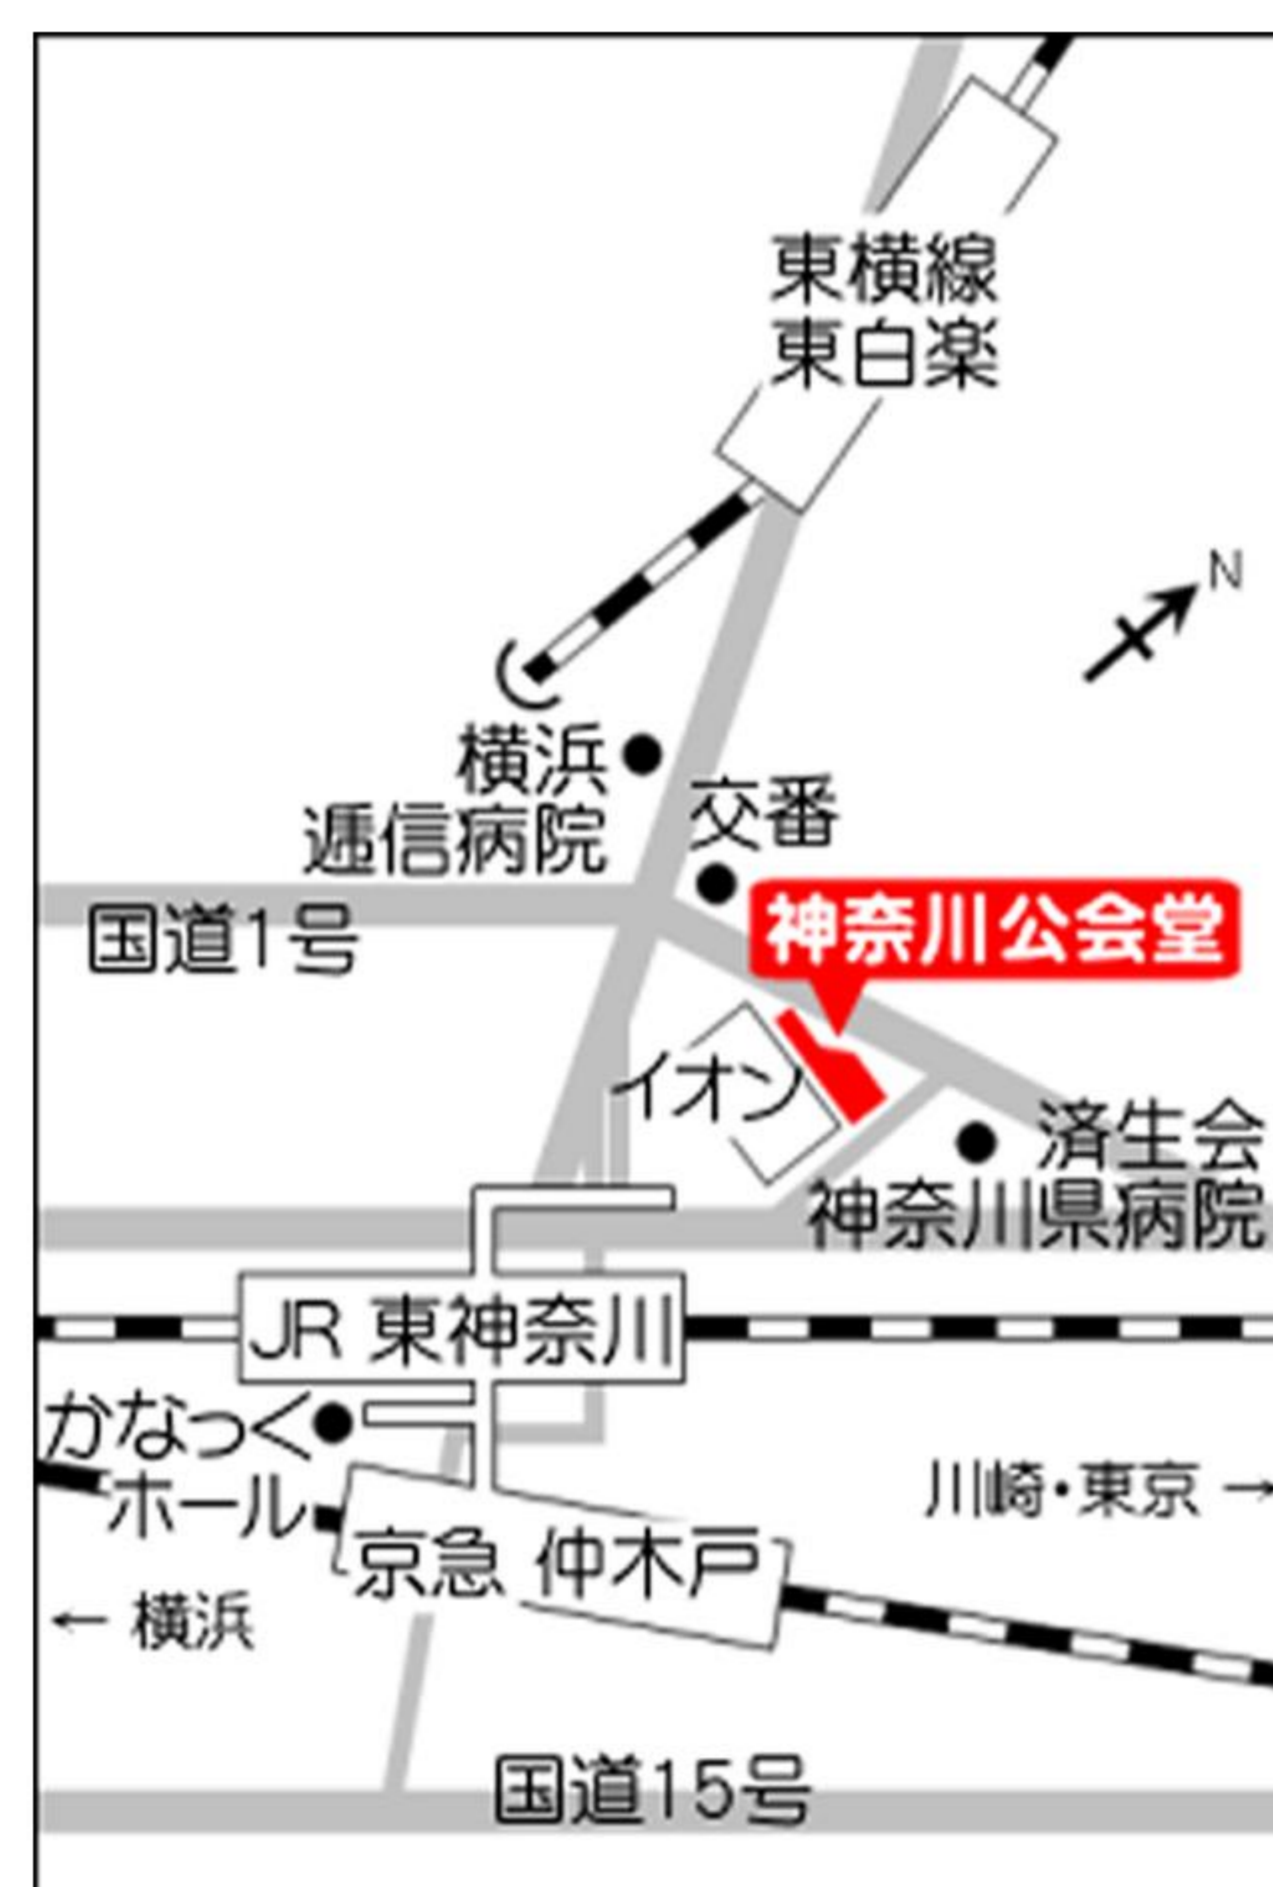 東横線
東白楽
N
横浜
逓信病院
交番
国道1号
神奈川公会堂
イオン
済生会
神奈川県病院
JR 東神奈川
かなっく
ホール
川崎・東京 →
京急 仲木戸
← 横浜
国道15号